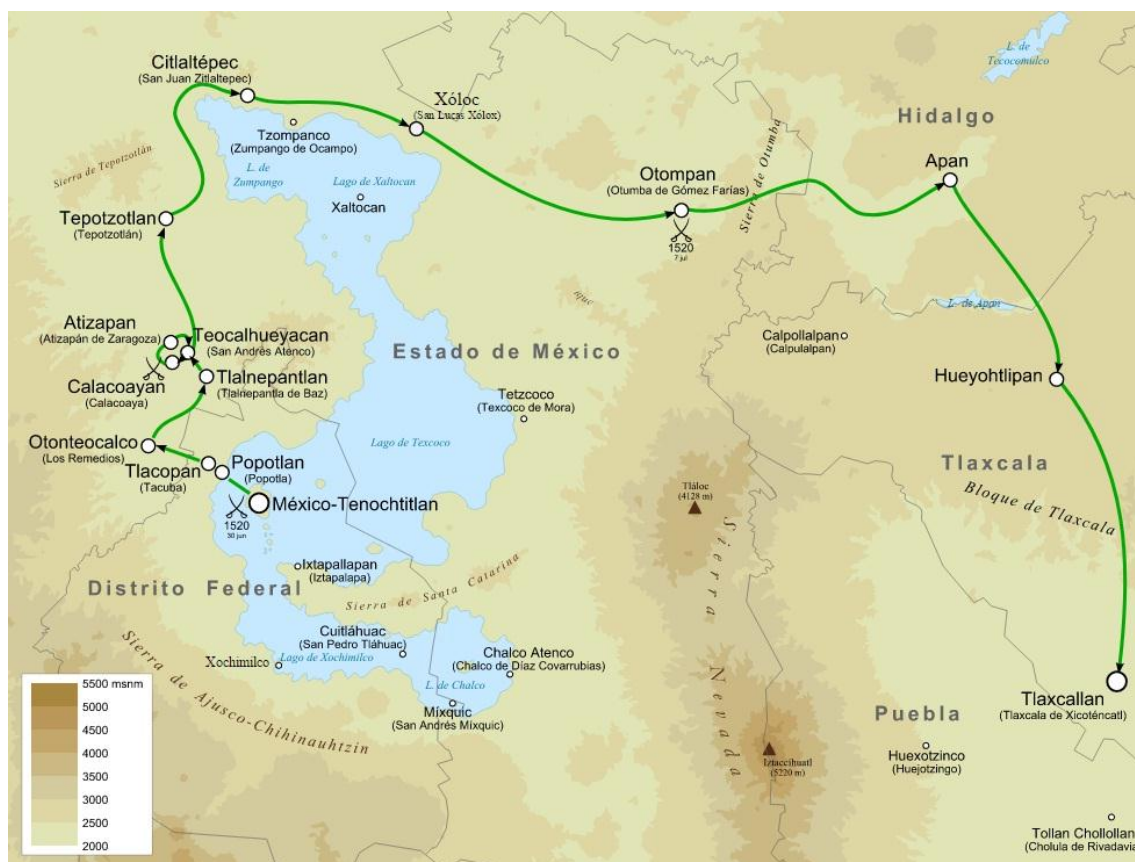 Citlaltépec
(San Juan Zitlaltepec)
L. de
Tecocomulco
Xóloc
(San Lucas Xólox)
Hidalgo
Tzompanco
(Zumpango de Ocampo)
Sierra de Tepotzotlán
L. de
Zumpango
Lago de Xaltocan
Xaltocan
Otompan
(Otumba de Gómez Farías)
1520
7 jul
Sierra de Otumba
Apan
Tepotzotlan
(Tepotzotlán)
L. de Apan
Atizapan
(Atizapán de Zaragoza)
Teocalhueyacan
(San Andrés Atenco)
Calacoayan
(Calacoaya)
Tlalnepantlan
(Tlalnepantla de Baz)
Estado de México
Calpollalpan
(Calpulalpan)
Hueyohtlipan
Tetzcoco
(Texcoco de Mora)
Otonteocalco
(Los Remedios)
Lago de Texcoco
Tlacopan
(Tacuba)
Popotlan
(Popotla)
México-Tenochtitlan
1520
30 jun
Tlaxcala
Bloque de Tlaxcala
Tláloc
(4128 m)
Sierra Nevada
Ixtapallapan
(Iztapalapa)
Distrito Federal
Sierra de Santa Catarina
Cuitláhuac
(San Pedro Tláhuac)
Xochimilco
Lago de Xochimilco
Chalco Atenco
(Chalco de Díaz Covarrubias)
L. de Chalco
Míxquic
(San Andrés Míxquic)
Sierra de Ajusco-Chihinauhtzin
Tlaxcallan
(Tlaxcala de Xicoténcatl)
Puebla
Huexotzinco
(Huejotzingo)
Iztaccíhuatl
(5220 m)
Tollan Chollollan
(Cholula de Rivadavia)
5500 msnm
5000
4500
4000
3500
3000
2500
2000